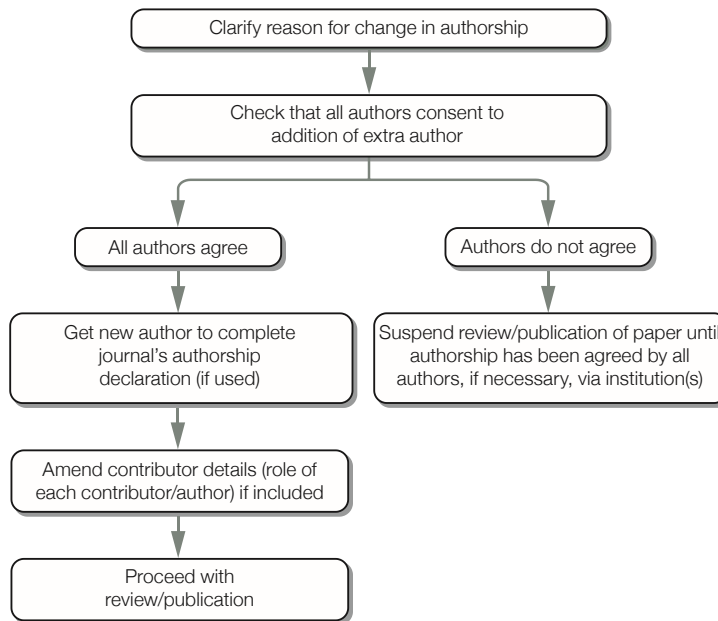 Clarify reason for change in authorship
Check that all authors consent to
addition of extra author
All authors agree
Authors do not agree
Get new author to complete
journal’s authorship
declaration (if used)
Suspend review/publication of paper until
authorship has been agreed by all
authors, if necessary, via institution(s)
Amend contributor details (role of
each contributor/author) if included
Proceed with
review/publication